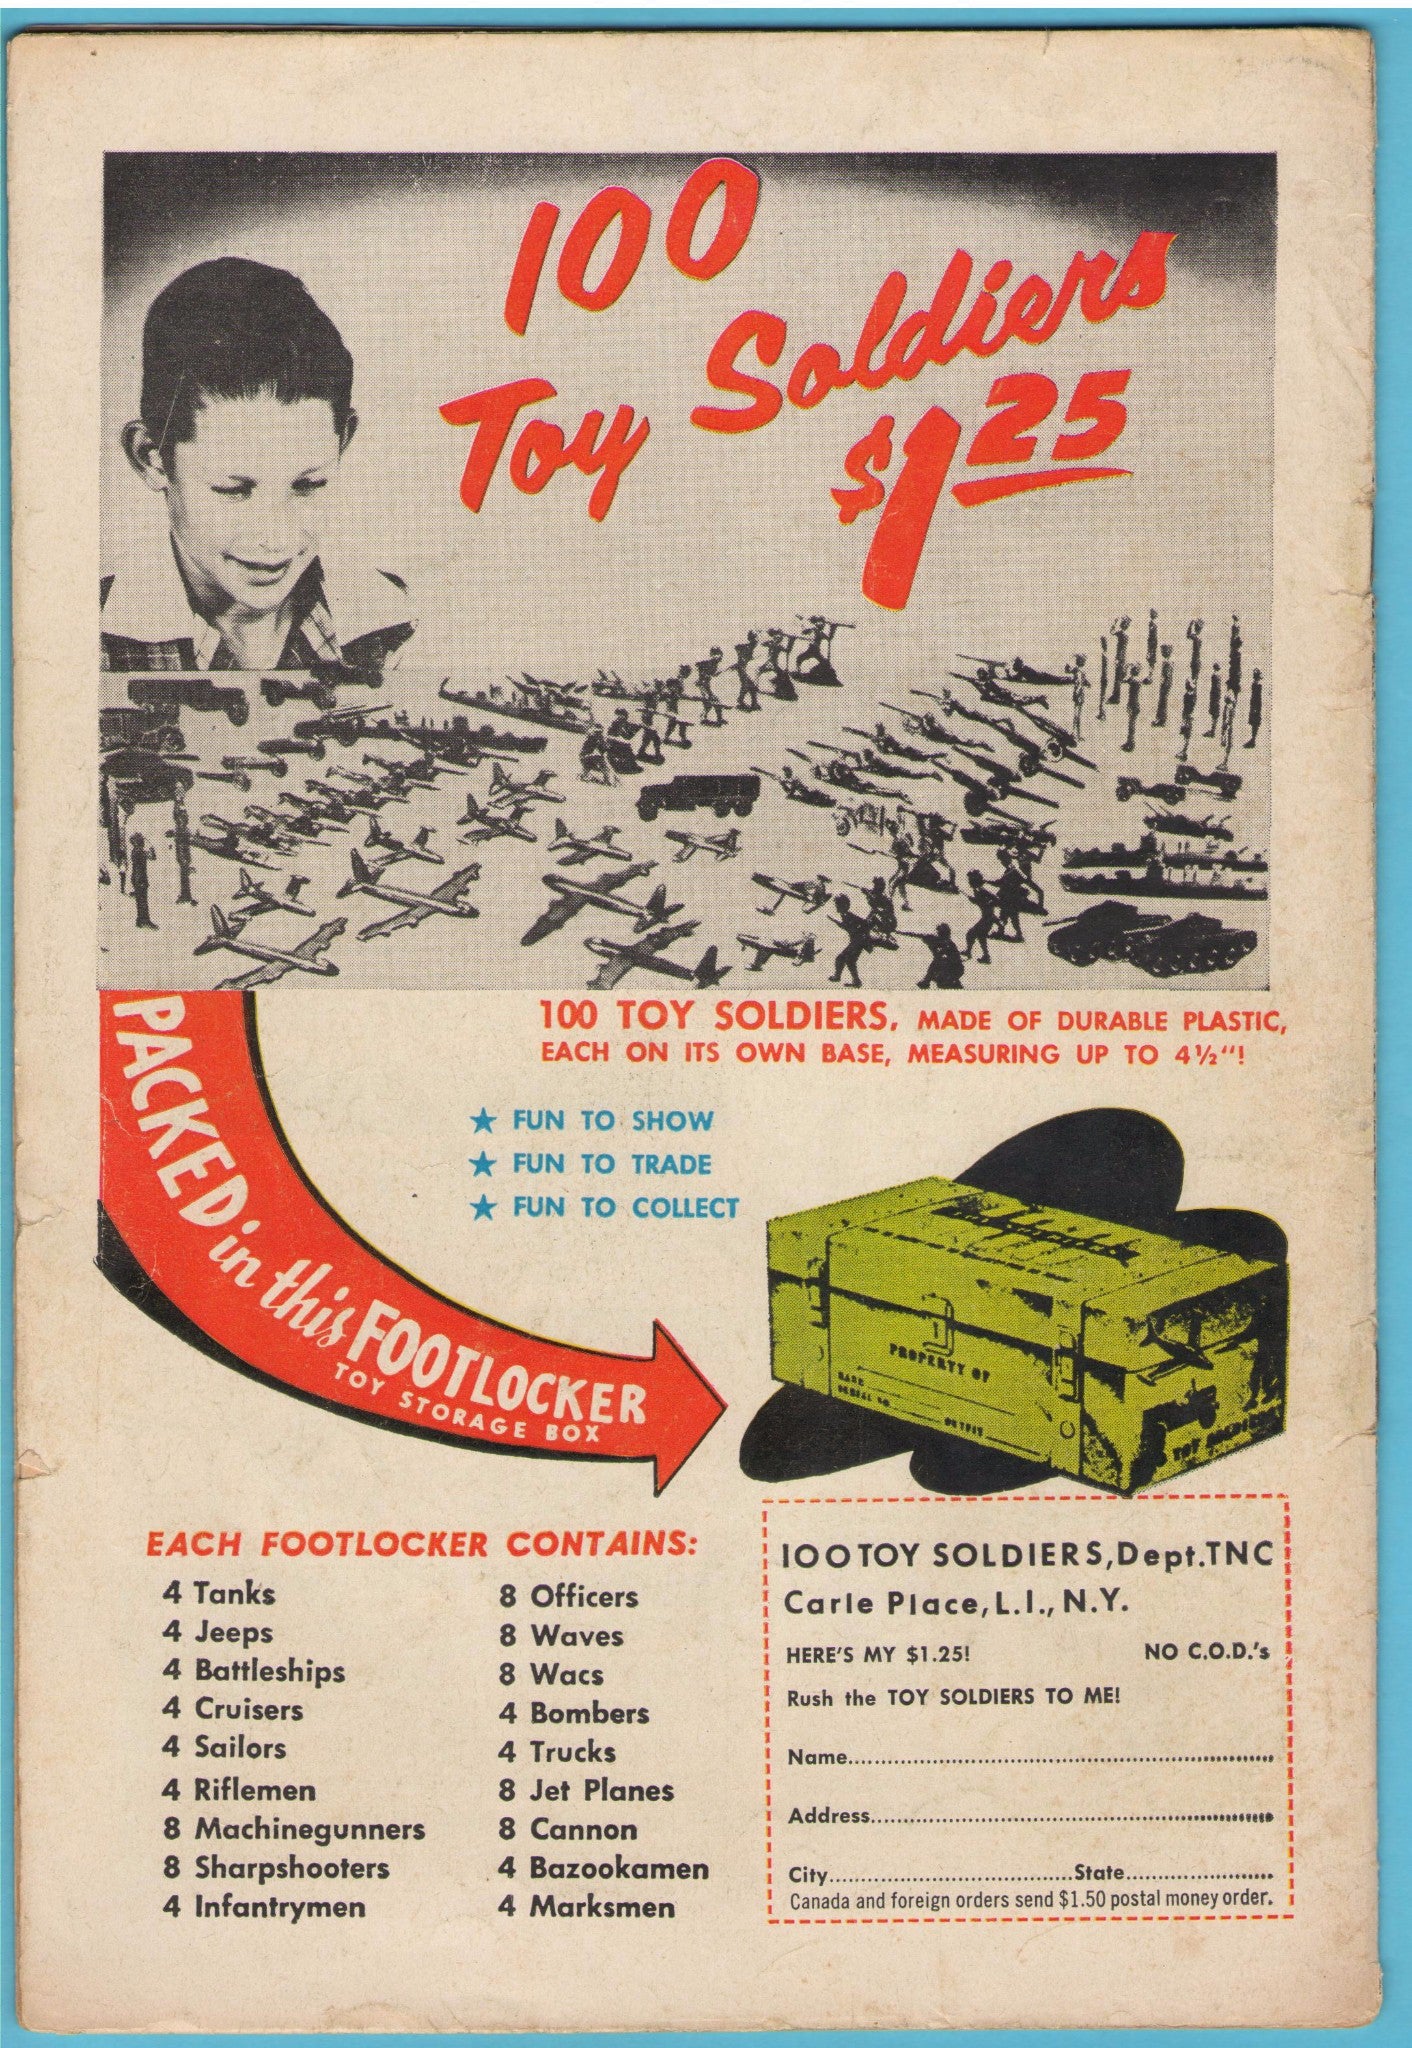 100
Toy Soldiers
$1.25
100 TOY SOLDIERS, MADE OF DURABLE PLASTIC,
EACH ON ITS OWN BASE, MEASURING UP TO 4½"!
★ FUN TO SHOW
★ FUN TO TRADE
★ FUN TO COLLECT
PACKED in this FOOTLOCKER
TOY STORAGE BOX
PROPERTY OF
TOY SOLDIERS
EACH FOOTLOCKER CONTAINS:
4 Tanks
4 Jeeps
4 Battleships
4 Cruisers
4 Sailors
4 Riflemen
8 Machinegunners
8 Sharpshooters
4 Infantrymen
8 Officers
8 Waves
8 Wacs
4 Bombers
4 Trucks
8 Jet Planes
8 Cannon
4 Bazookamen
4 Marksmen
100 TOY SOLDIERS, Dept. TNC
Carle Place, L.I., N.Y.
HERE'S MY $1.25! NO C.O.D.'s
Rush the TOY SOLDIERS TO ME!
Name
Address
City State
Canada and foreign orders send $1.50 postal money order.